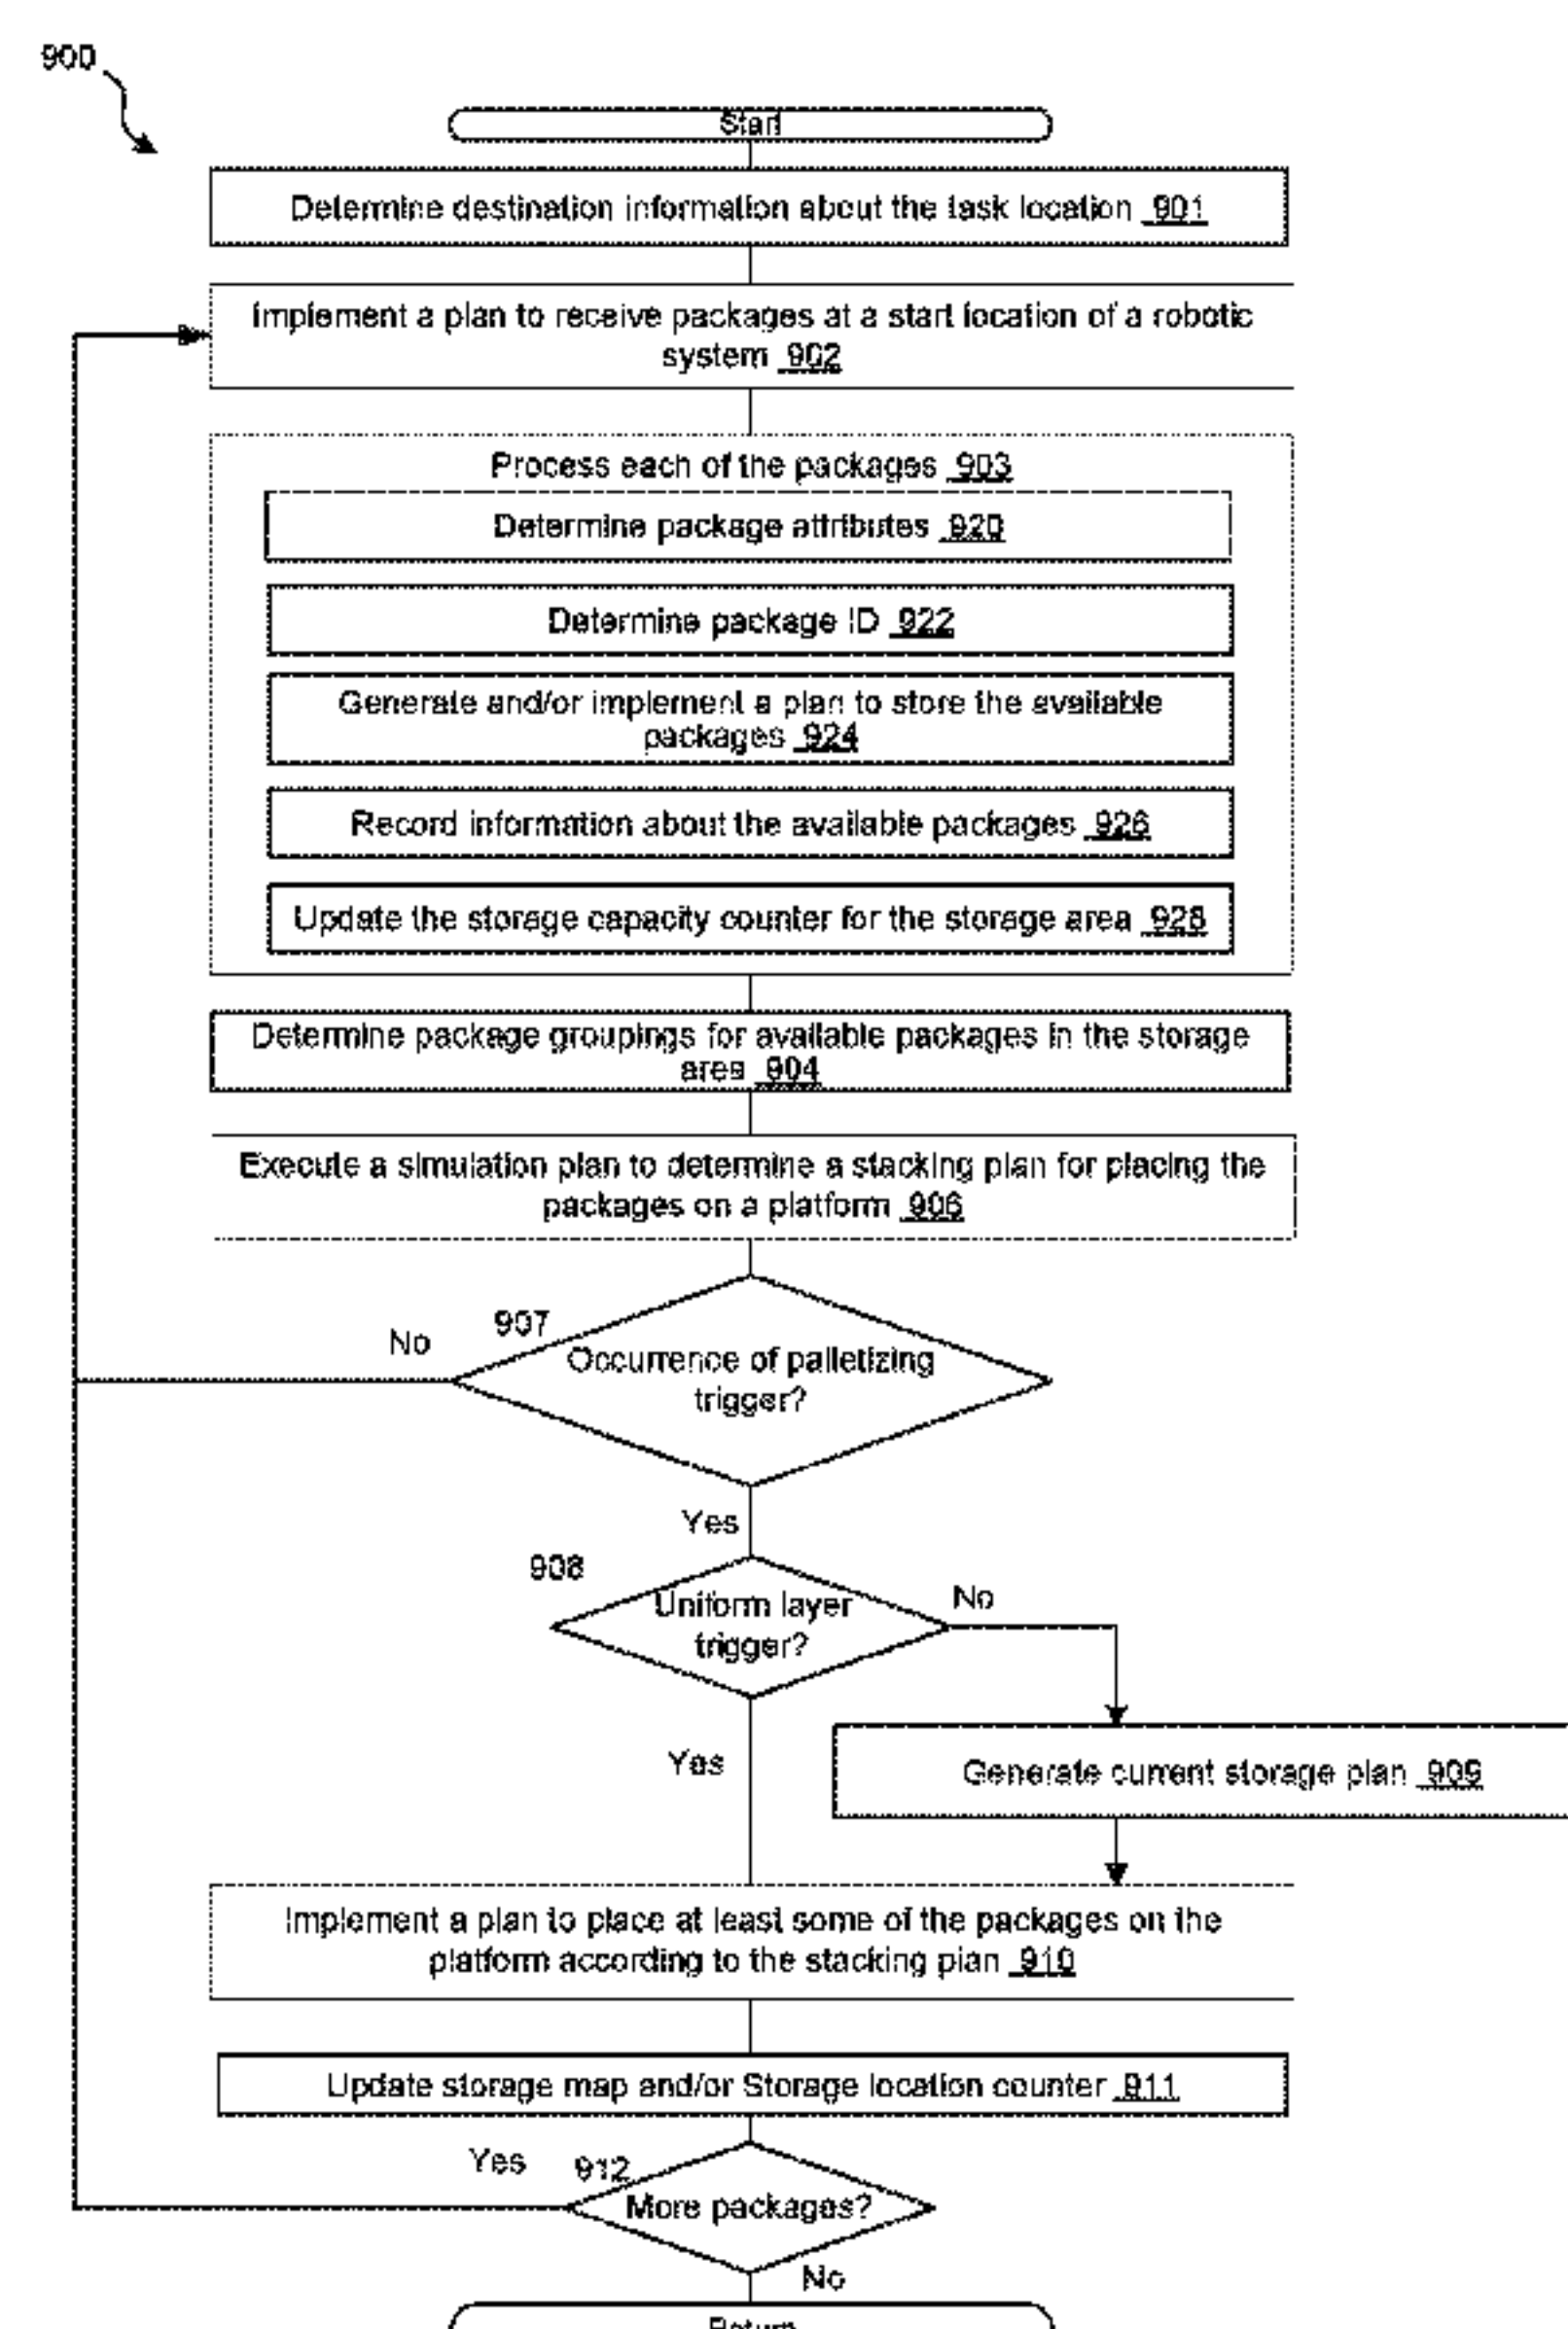 900
Start
Determine destination information about the task location 901
Implement a plan to receive packages at a start location of a robotic
system 902
Process each of the packages 903
Determine package attributes 920
Determine package ID 922
Generate and/or implement a plan to store the available
packages 924
Record information about the available packages 926
Update the storage capacity counter for the storage area 928
Determine package groupings for available packages in the storage
area 904
Execute a simulation plan to determine a stacking plan for placing the
packages on a platform 906
907
No
Occurrence of palletizing
trigger?
Yes
908
Uniform layer
trigger?
No
Yes
Generate current storage plan 909
Implement a plan to place at least some of the packages on the
platform according to the stacking plan 910
Update storage map and/or Storage location counter 911
Yes
912
More packages?
No
Return